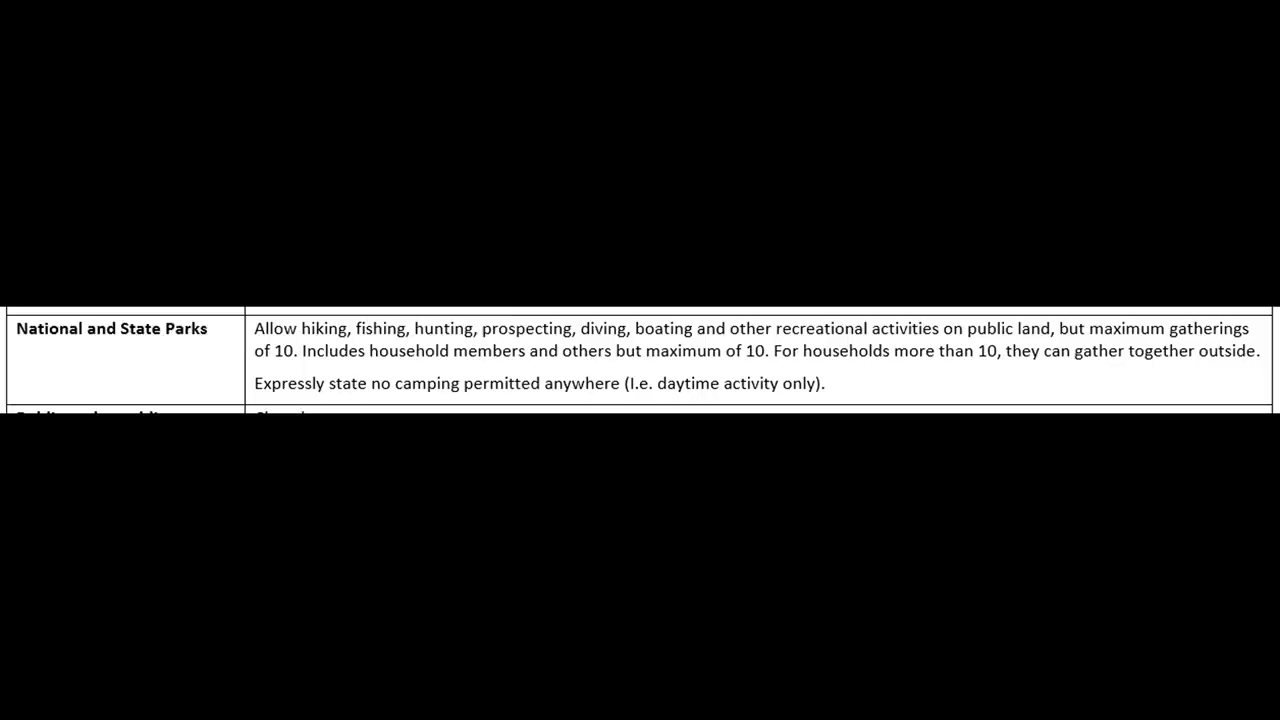 National and State Parks
Allow hiking, fishing, hunting, prospecting, diving, boating and other recreational activities on public land, but maximum gatherings
of 10. Includes household members and others but maximum of 10. For households more than 10, they can gather together outside.
Expressly state no camping permitted anywhere (I.e. daytime activity only).